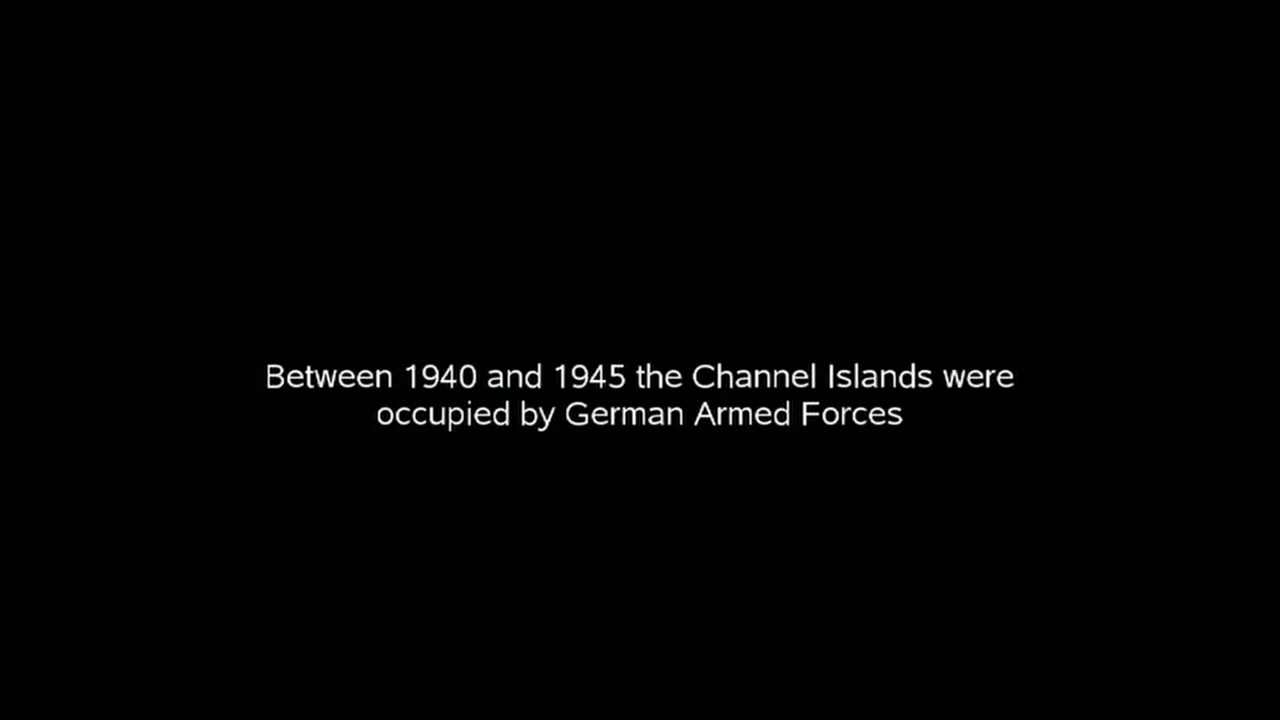 Between 1940 and 1945 the Channel Islands were
occupied by German Armed Forces